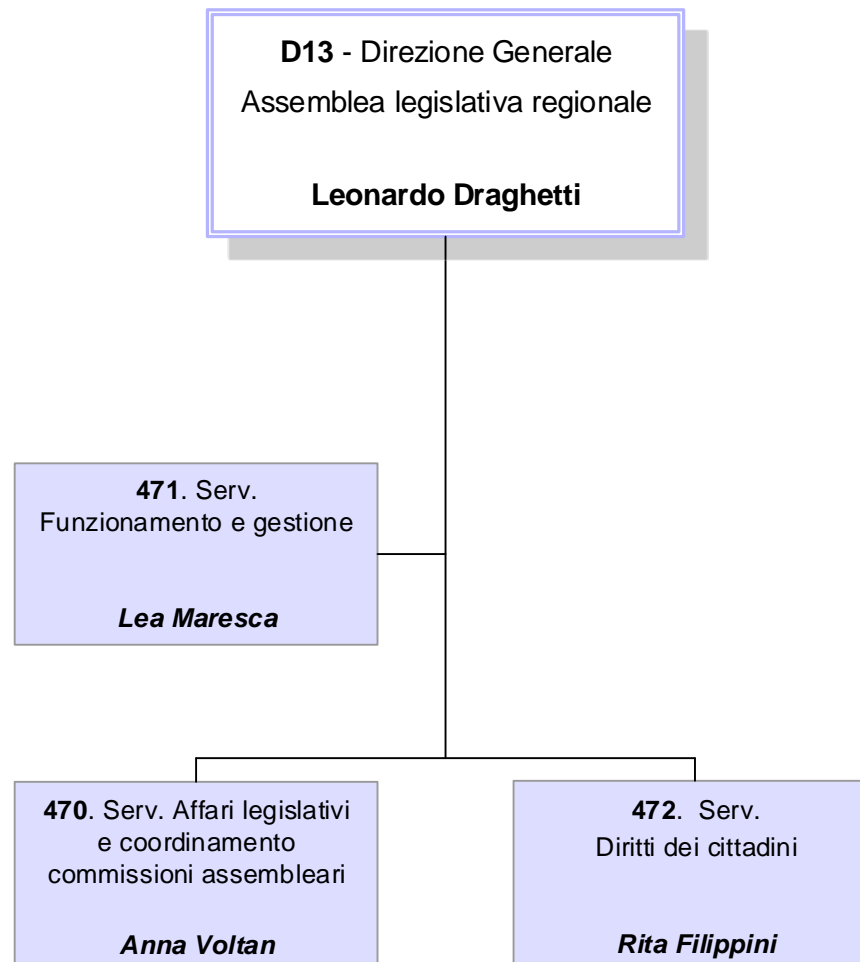 D13 - Direzione Generale
Assemblea legislativa regionale
Leonardo Draghetti
471. Serv.
Funzionamento e gestione
Lea Maresca
470. Serv. Affari legislativi
e coordinamento
commissioni assembleari
Anna Voltan
472. Serv.
Diritti dei cittadini
Rita Filippini